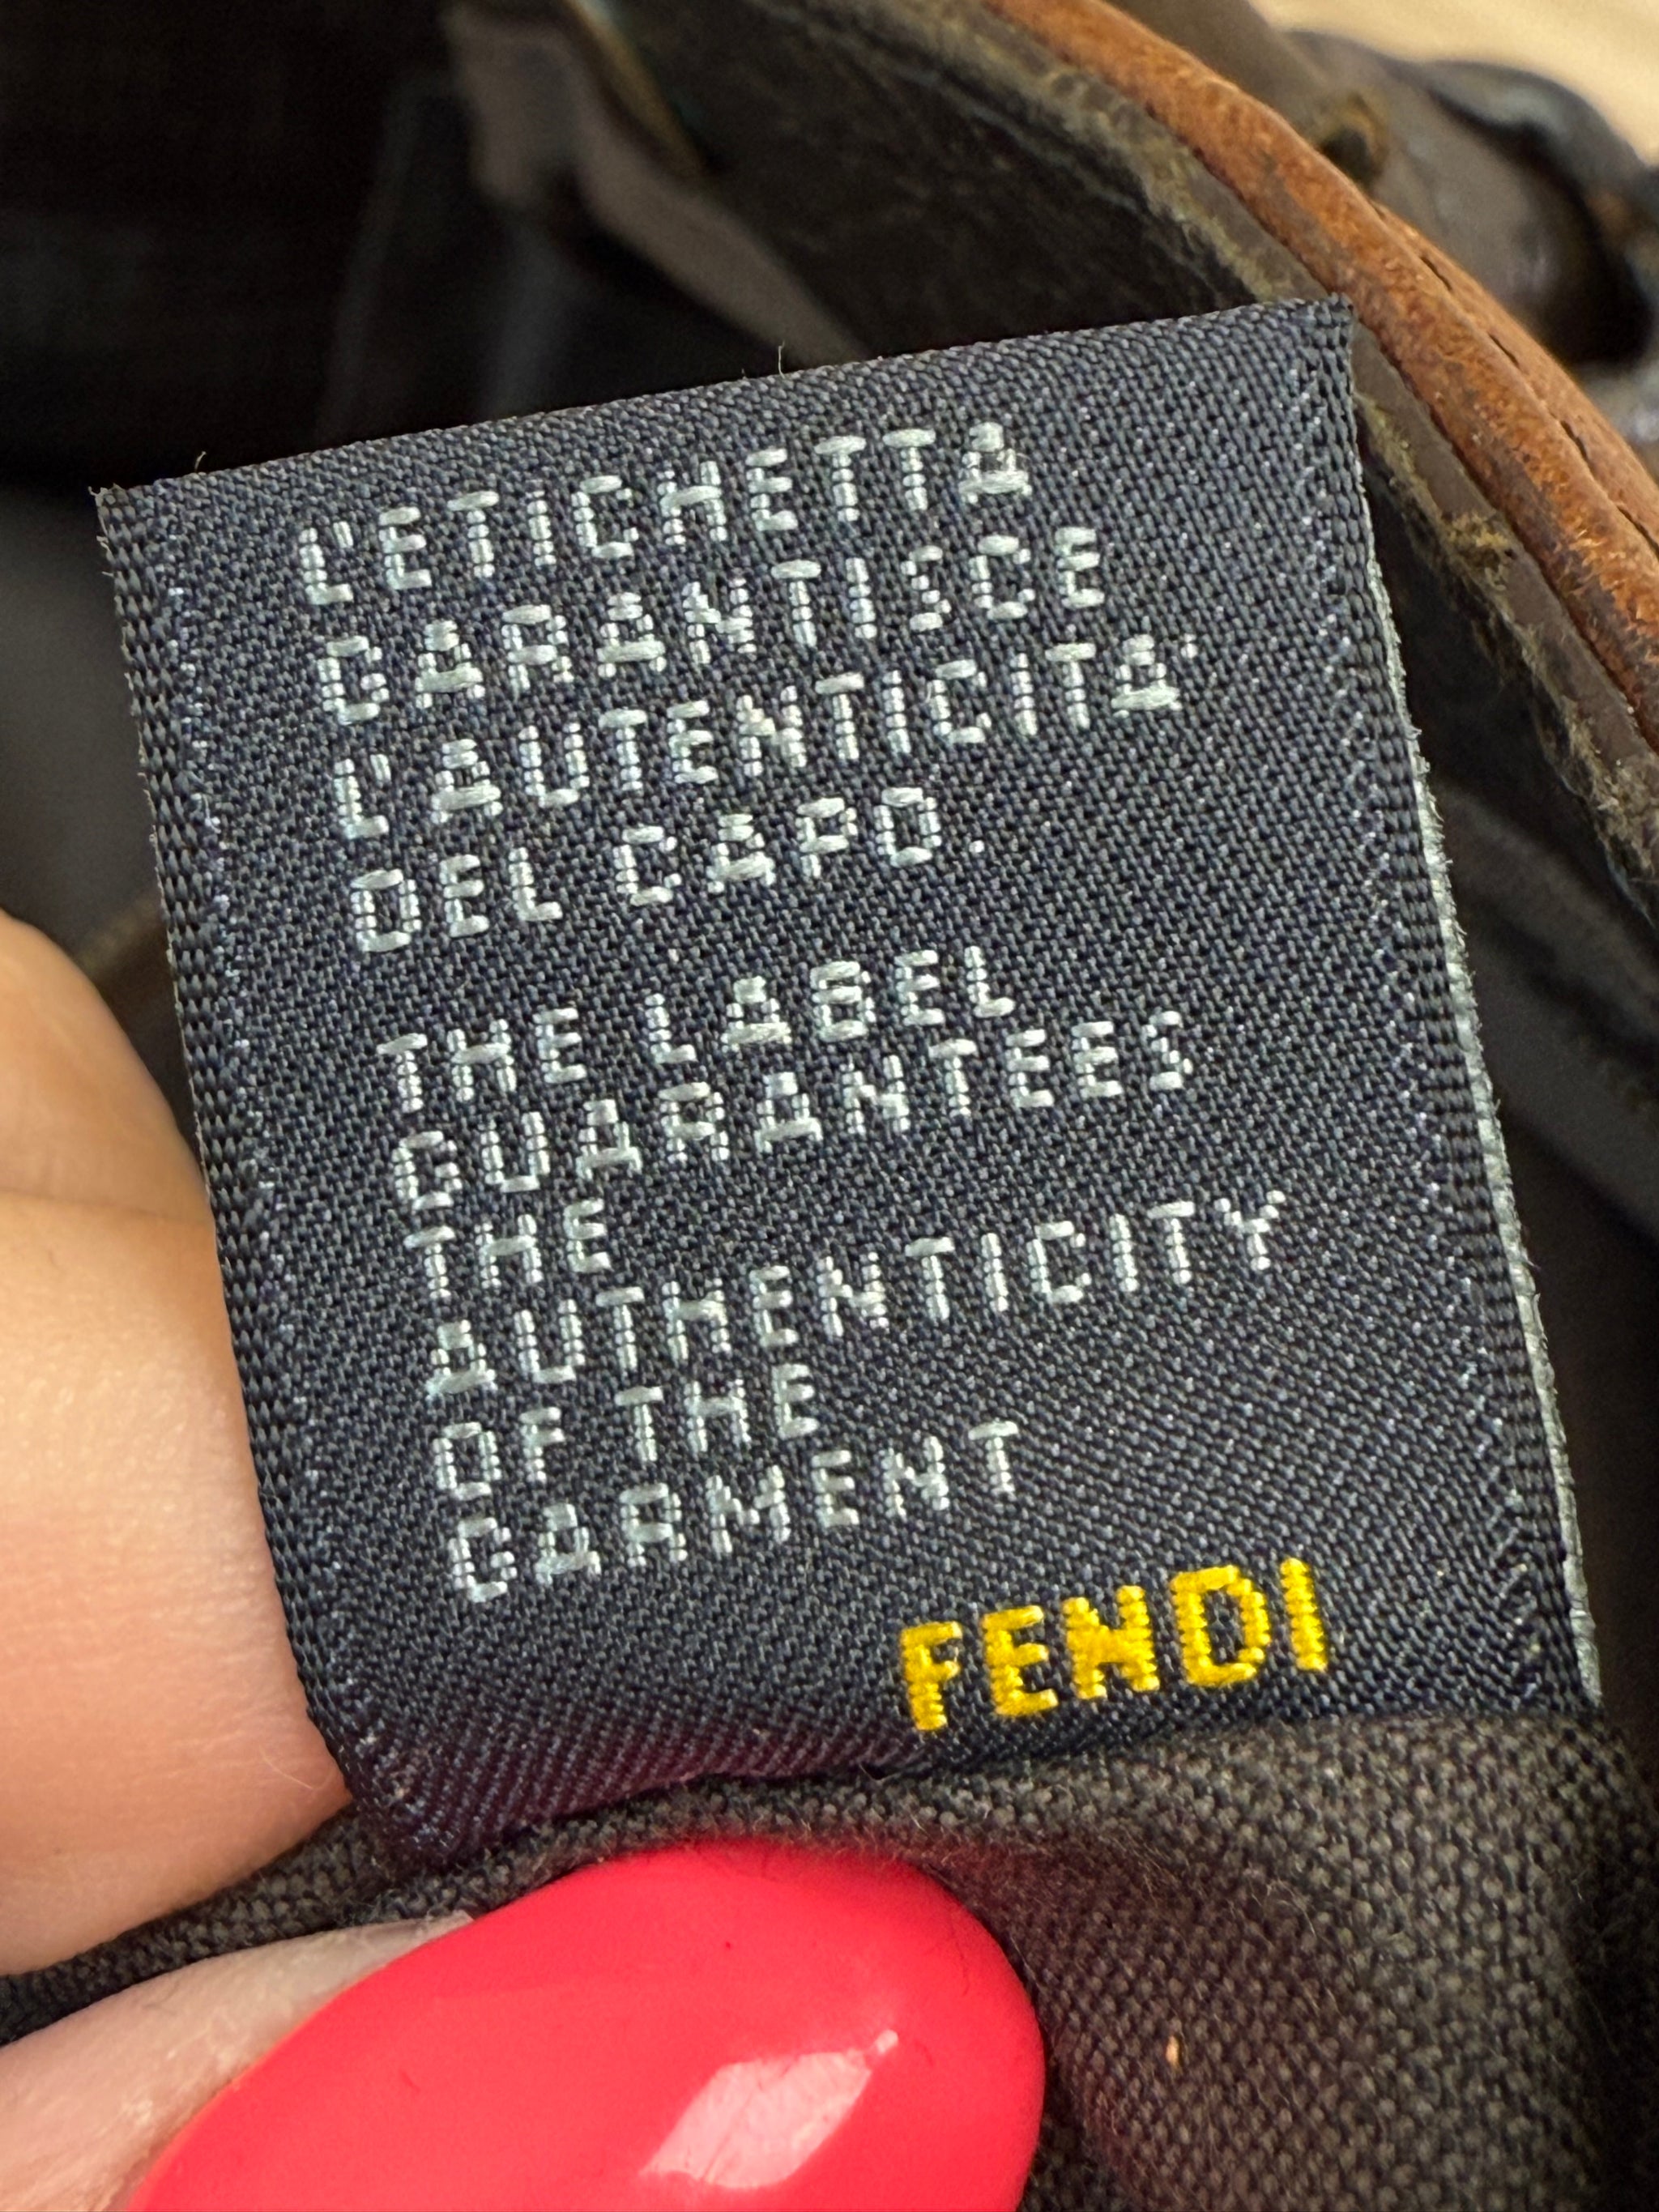 L'ETICHETTA
GARANTISCE
L'AUTENTICITA'
DEL CAPO.
THE LABEL
GUARANTEES
THE
AUTHENTICITY
OF THE
GARMENT
FENDI